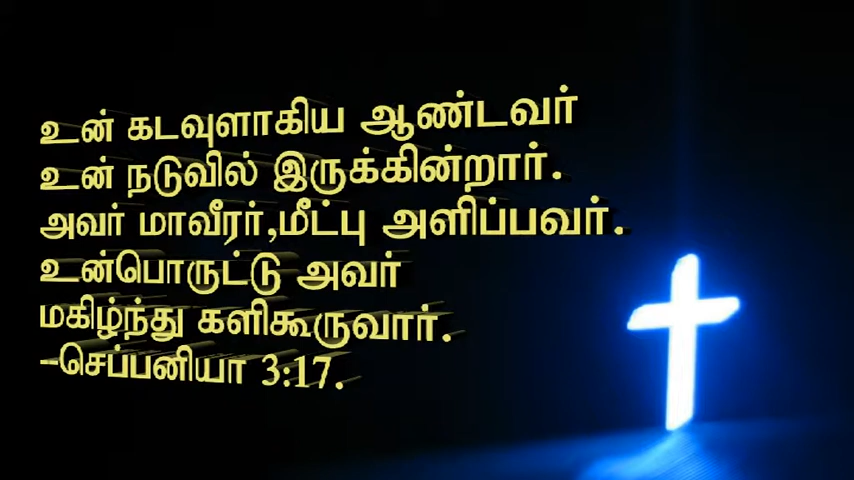 உன் கடவுளாகிய ஆண்டவர்
உன் நடுவில் இருக்கின்றார்.
அவர் மாவீரர்,மீட்பு அளிப்பவர்.
உன்பொருட்டு அவர்
மகிழ்ந்து களிகூருவார்.
--செப்பனியா 3:17.